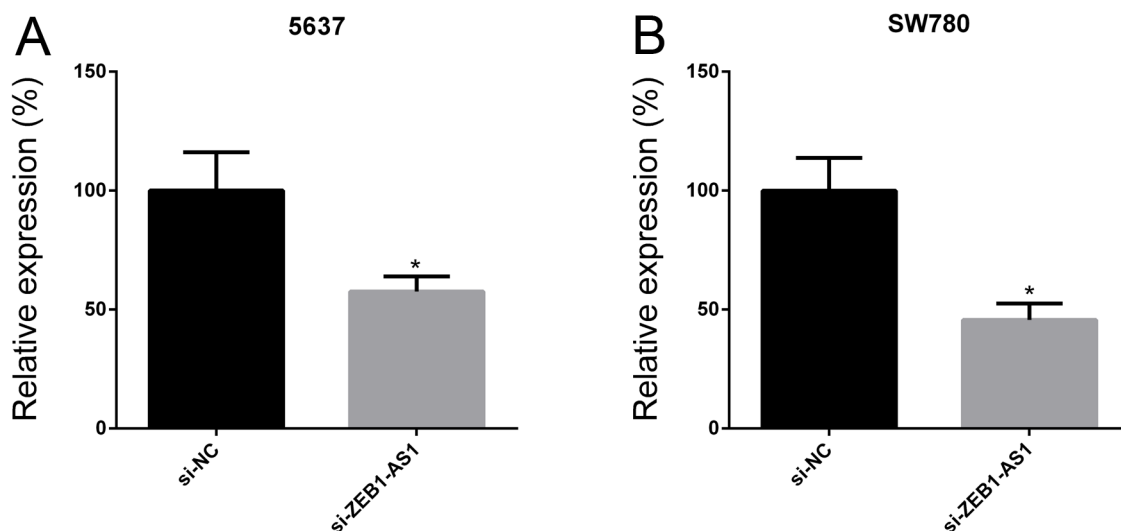 A
5637
Relative expression (%)
150
100
50
0
*
si-NC
si-ZEB1-AS1
B
SW780
Relative expression (%)
150
100
50
0
*
si-NC
si-ZEB1-AS1